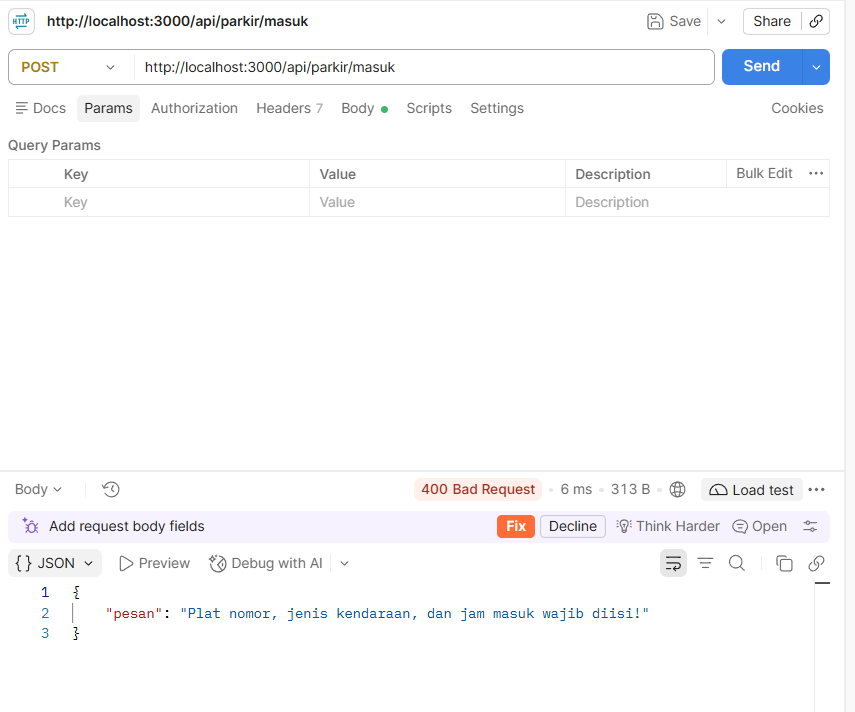 HTTP http://localhost:3000/api/parkir/masuk Save Share
POST http://localhost:3000/api/parkir/masuk Send
Docs Params Authorization Headers 7 Body Scripts Settings Cookies
Query Params
Key Value Description Bulk Edit
Key Value Description
Body 400 Bad Request 6 ms 313 B Load test
Add request body fields Fix Decline Think Harder Open
{} JSON Preview Debug with AI
1 {
2 "pesan": "Plat nomor, jenis kendaraan, dan jam masuk wajib diisi!"
3 }